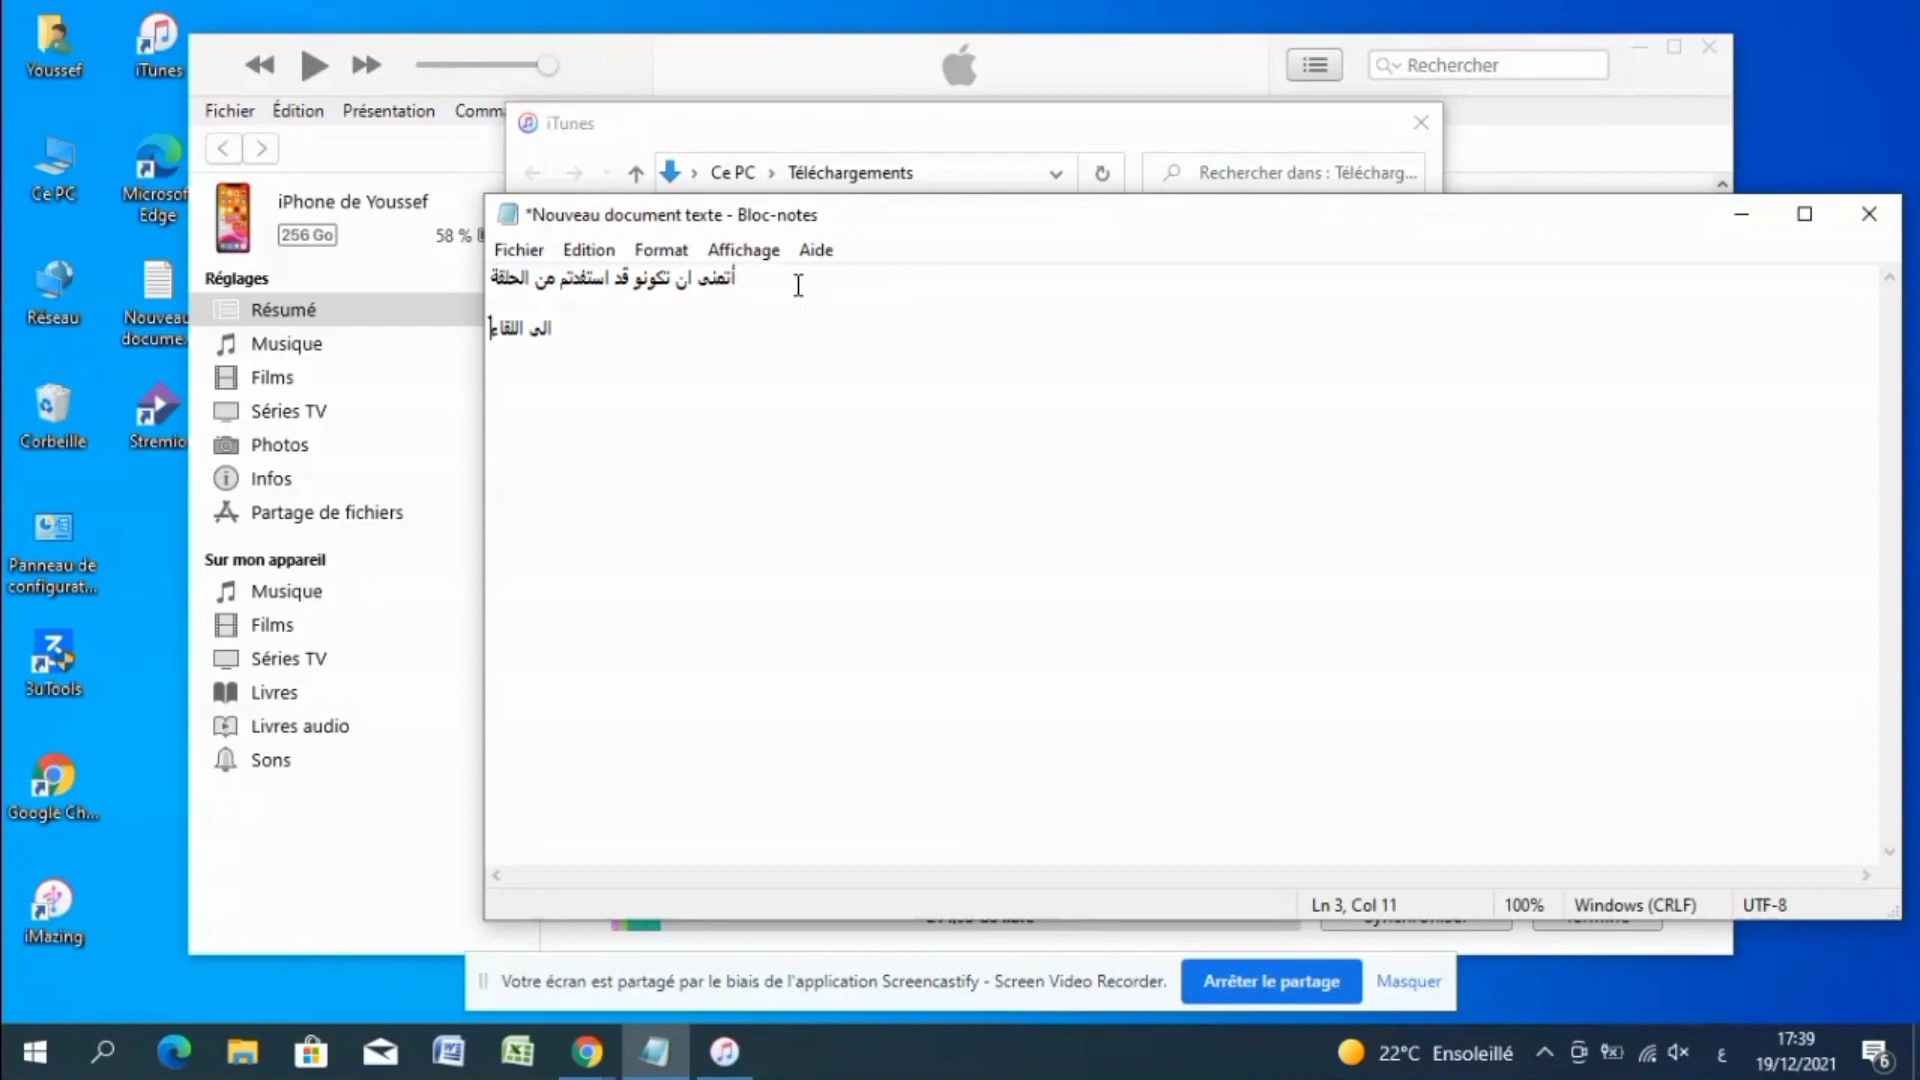 Youssef
iTunes
Ce PC
Microsof
Edge
Réseau
Nouveau
docume...
Corbeille
Stremio
Panneau de
configurat...
3uTools
Google Ch...
iMazing
Rechercher
Fichier Édition Présentation Comma
iPhone de Youssef
256 Go
58 %
Réglages
Résumé
Musique
Films
Séries TV
Photos
Infos
Partage de fichiers
Sur mon appareil
Musique
Films
Séries TV
Livres
Livres audio
Sons
iTunes
Ce PC > Téléchargements
Rechercher dans : Télécharg...
*Nouveau document texte - Bloc-notes
Fichier Edition Format Affichage Aide
أتمنى ان تكونو قد استفدتم من الحلقة
الى اللقاء
Ln 3, Col 11 100% Windows (CRLF) UTF-8
Votre écran est partagé par le biais de l'application Screencastify - Screen Video Recorder. Arrêter le partage Masquer
22°C Ensoleillé
ع
17:39
19/12/2021
6